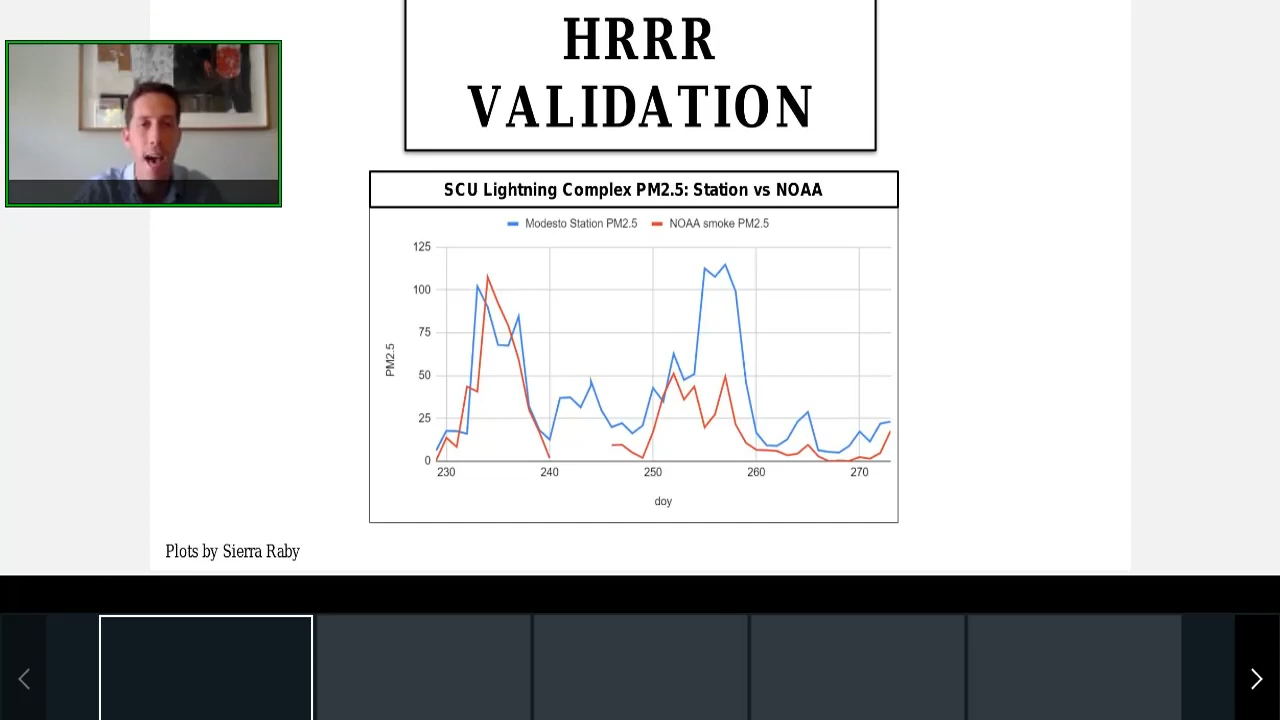 HRRR
VALIDATION
SCU Lightning Complex PM2.5: Station vs NOAA
Modesto Station PM2.5 NOAA smoke PM2.5
125
100
75
50
25
0
PM2.5
230 240 250 260 270
doy
Plots by Sierra Raby